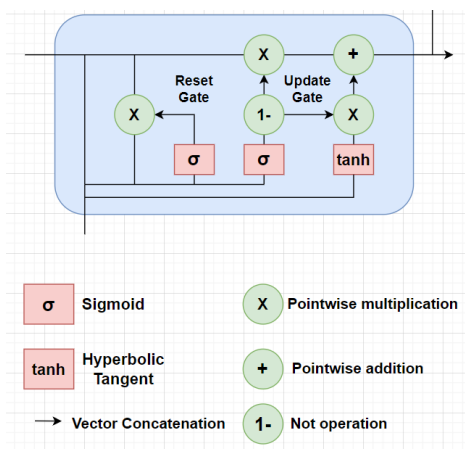 X
+
Reset
Gate
Update
Gate
X
1-
X
σ
σ
tanh
σ
Sigmoid
X
Pointwise multiplication
tanh
Hyperbolic
Tangent
+
Pointwise addition
Vector Concatenation
1-
Not operation